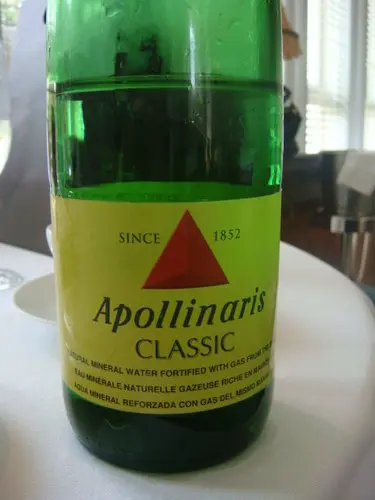 SINCE 1852
Apollinaris
CLASSIC
NATURAL MINERAL WATER FORTIFIED WITH GAS FROM
EAU MINÉRALE NATURELLE GAZEUSE RICHE EN
AGUA MINERAL REFORZADA CON GAS DEL MISMO